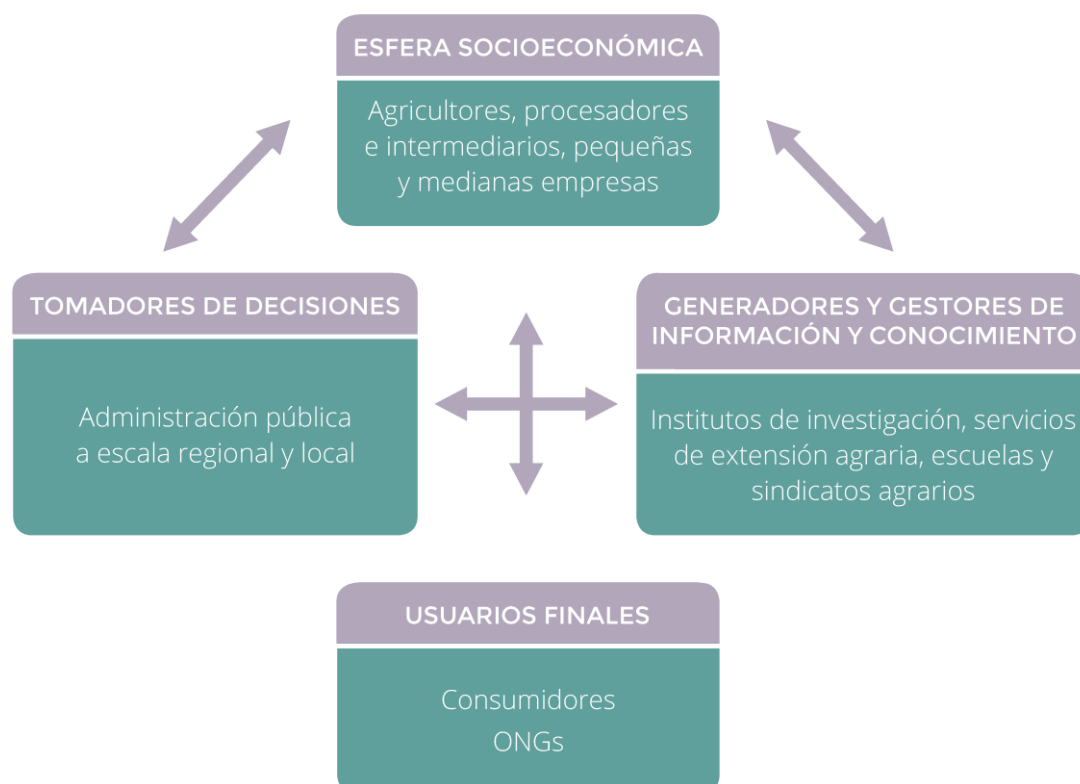 ESFERA SOCIOECONÓMICA
Agricultores, procesadores
e intermediarios, pequeñas
y medianas empresas
TOMADORES DE DECISIONES
Administración pública
a escala regional y local
GENERADORES Y GESTORES DE
INFORMACIÓN Y CONOCIMIENTO
Institutos de investigación, servicios
de extensión agraria, escuelas y
sindicatos agrarios
USUARIOS FINALES
Consumidores
ONGs